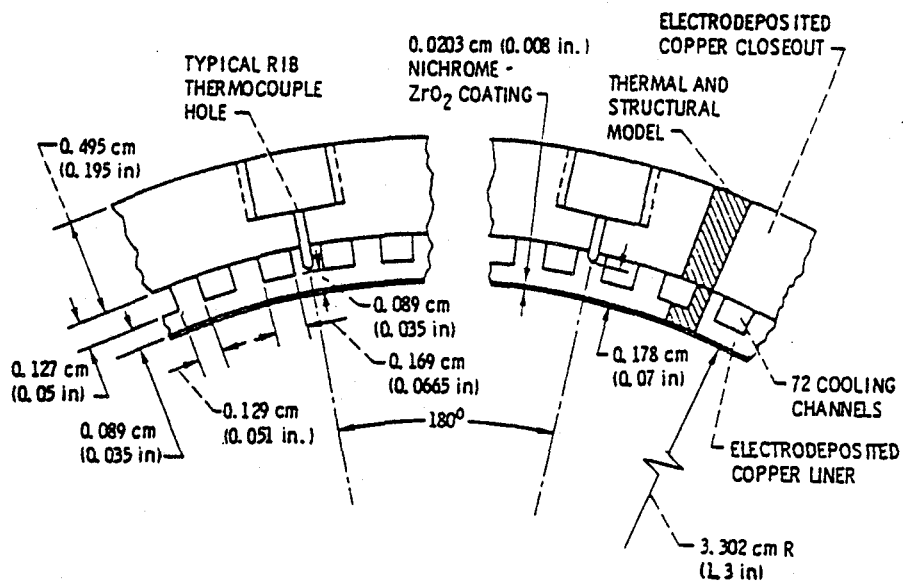 ELECTRODEPOSITED
COPPER CLOSEOUT
0.0203 cm (0.008 in.)
NICHROME -
ZrO2 COATING
TYPICAL RIB
THERMOCOUPLE
HOLE
THERMAL AND
STRUCTURAL
MODEL
0.495 cm
(0.195 in)
0.089 cm
(0.035 in)
0.127 cm
(0.05 in)
0.169 cm
(0.0665 in)
0.178 cm
(0.07 in)
72 COOLING
CHANNELS
0.129 cm
(0.051 in.)
180°
0.089 cm
(0.035 in)
ELECTRODEPOSITED
COPPER LINER
3.302 cm R
(1.3 in)